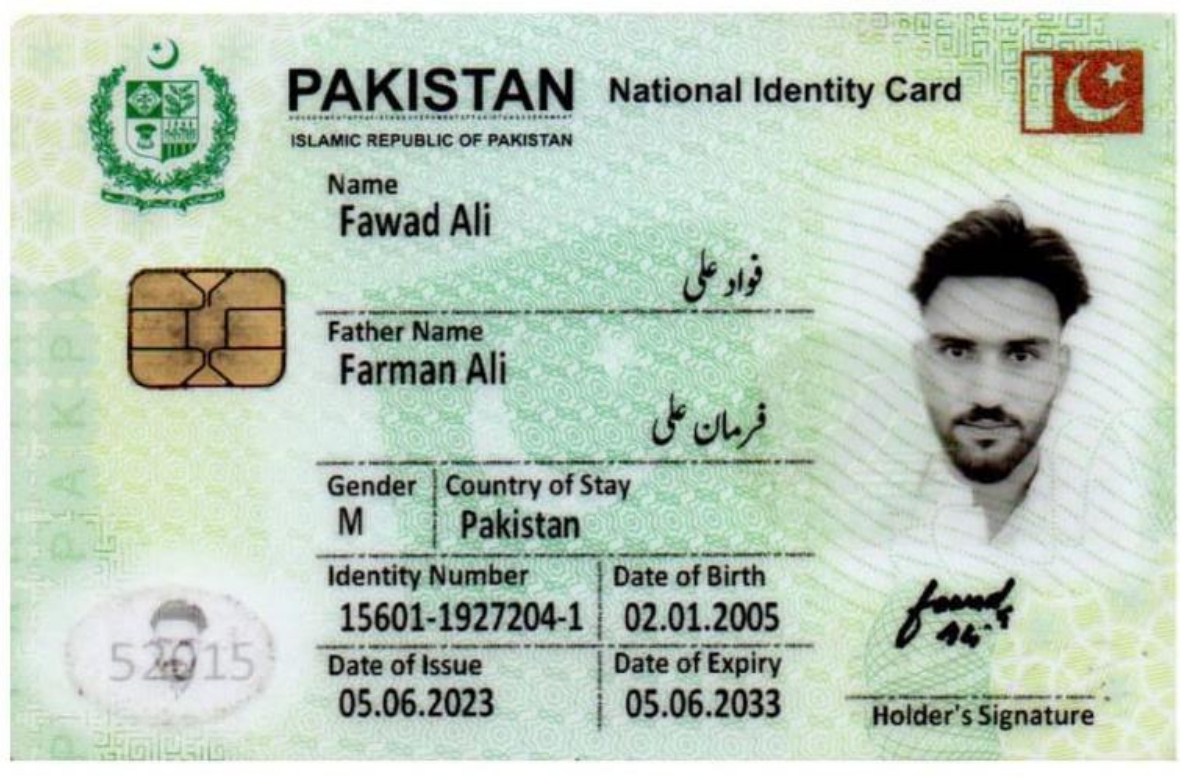 PAKISTAN National Identity Card
ISLAMIC REPUBLIC OF PAKISTAN
Name
Fawad Ali
فواد علی
Father Name
Farman Ali
فرمان علی
Gender Country of Stay
M Pakistan
Identity Number Date of Birth
15601-1927204-1 02.01.2005
Date of Issue Date of Expiry
05.06.2023 05.06.2033
52015
fawad
Ali
Holder's Signature